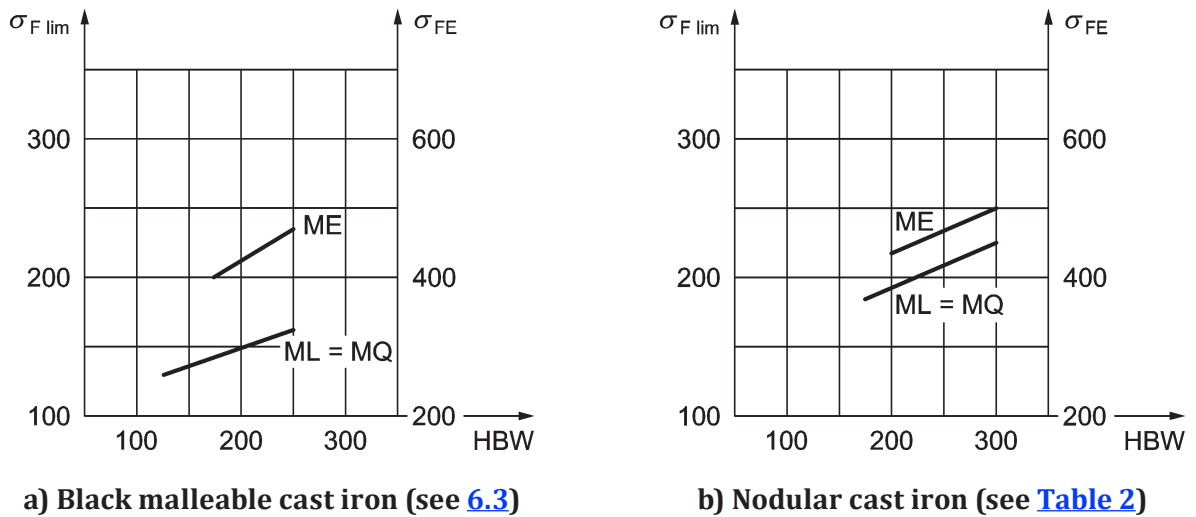 σF lim
σFE
300
600
ME
200
400
ML = MQ
100
200
100
200
300
HBW
a) Black malleable cast iron (see 6.3)
σF lim
σFE
300
600
ME
200
400
ML = MQ
100
200
200
300
100
HBW
b) Nodular cast iron (see Table 2)